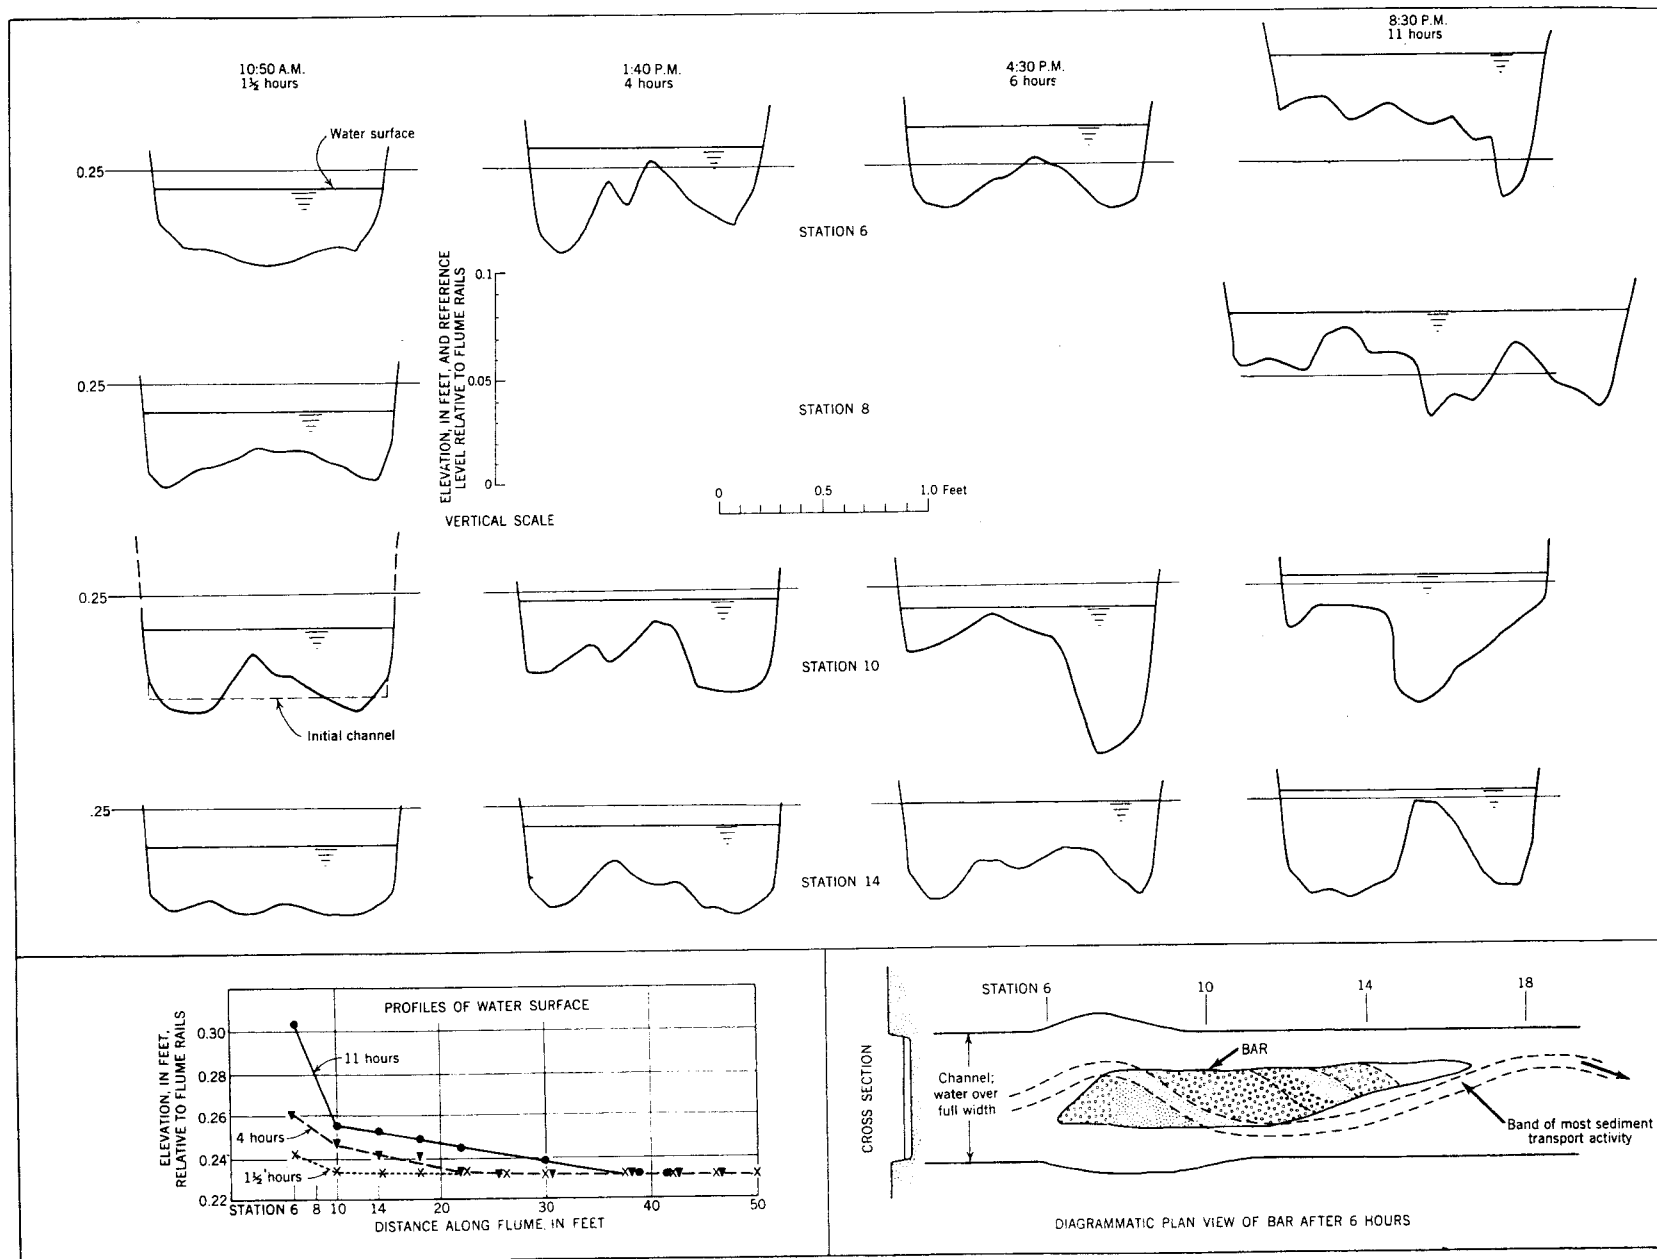 10:50 A.M.
1½ hours
1:40 P.M.
4 hours
4:30 P.M.
6 hours
8:30 P.M.
11 hours
Water surface
0.25
STATION 6
ELEVATION, IN FEET, AND REFERENCE
LEVEL RELATIVE TO FLUME RAILS
0.1
0.05
0
VERTICAL SCALE
0.25
STATION 8
0
0.5
1.0 Feet
0.25
STATION 10
Initial channel
.25
STATION 14
PROFILES OF WATER SURFACE
ELEVATION, IN FEET,
RELATIVE TO FLUME RAILS
0.30
0.28
0.26
0.24
0.22
11 hours
4 hours
1½ hours
STATION 6 8 10 14 20 30 40 50
DISTANCE ALONG FLUME, IN FEET
CROSS SECTION
STATION 6
10
14
18
BAR
Channel;
water over
full width
Band of most sediment
transport activity
DIAGRAMMATIC PLAN VIEW OF BAR AFTER 6 HOURS